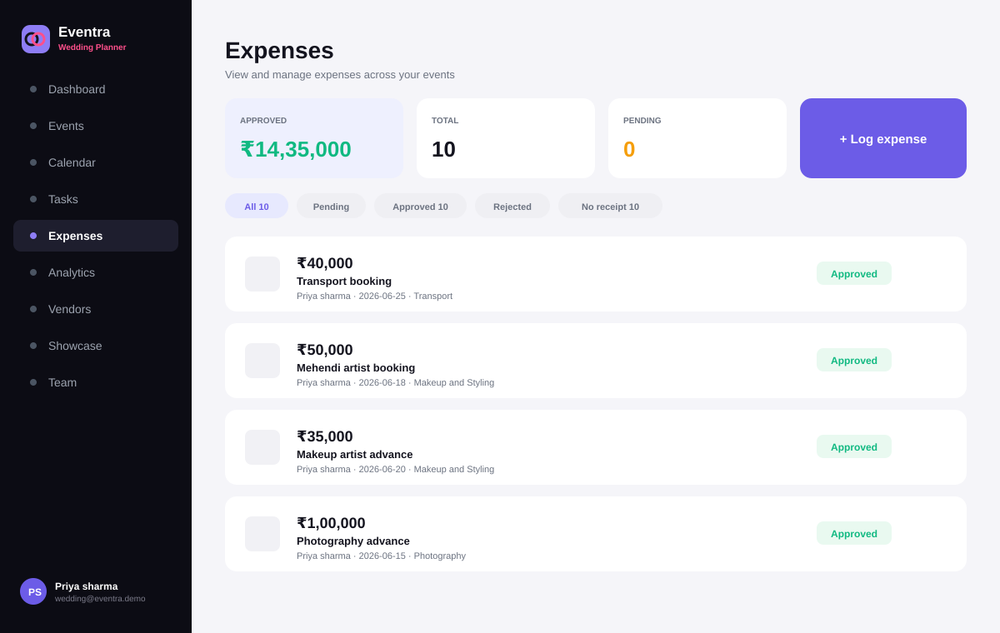 Eventra
Wedding Planner
Dashboard
Events
Calendar
Tasks
Expenses
Analytics
Vendors
Showcase
Team
PS
Priya sharma
wedding@eventra.demo
Expenses
View and manage expenses across your events
APPROVED
₹14,35,000
TOTAL
10
PENDING
0
+ Log expense
All 10
Pending
Approved 10
Rejected
No receipt 10
₹40,000
Transport booking
Priya sharma · 2026-06-25 · Transport
Approved
₹50,000
Mehendi artist booking
Priya sharma · 2026-06-18 · Makeup and Styling
Approved
₹35,000
Makeup artist advance
Priya sharma · 2026-06-20 · Makeup and Styling
Approved
₹1,00,000
Photography advance
Priya sharma · 2026-06-15 · Photography
Approved